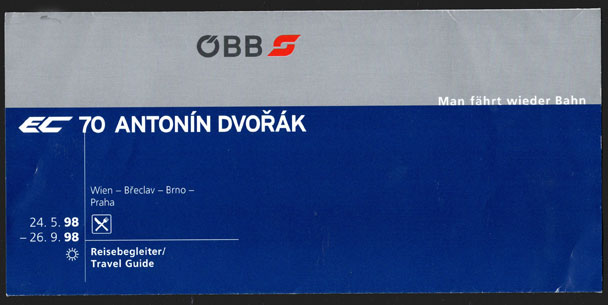 ÖBB
Man fährt wieder Bahn
EC 70 ANTONÍN DVOŘÁK
Wien – Břeclav – Brno –
Praha
24. 5. 98
– 26. 9. 98
Reisebegleiter/
Travel Guide